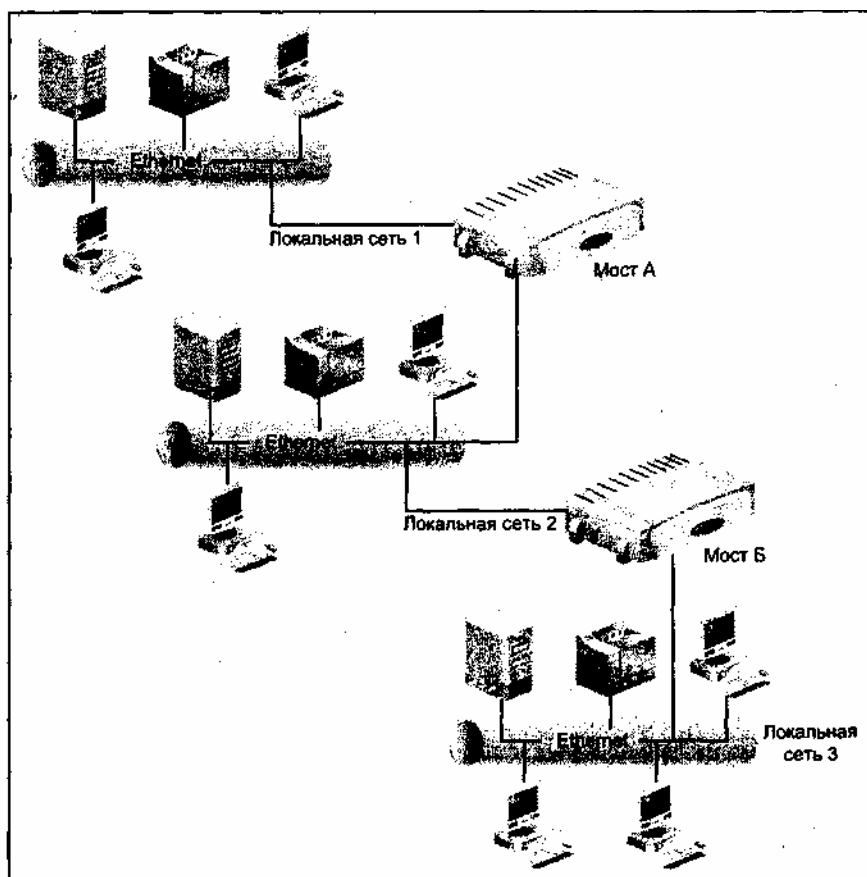 Ethernet
Локальная сеть 1
Мост А
Ethernet
Локальная сеть 2
Мост Б
Ethernet
Локальная
сеть 3